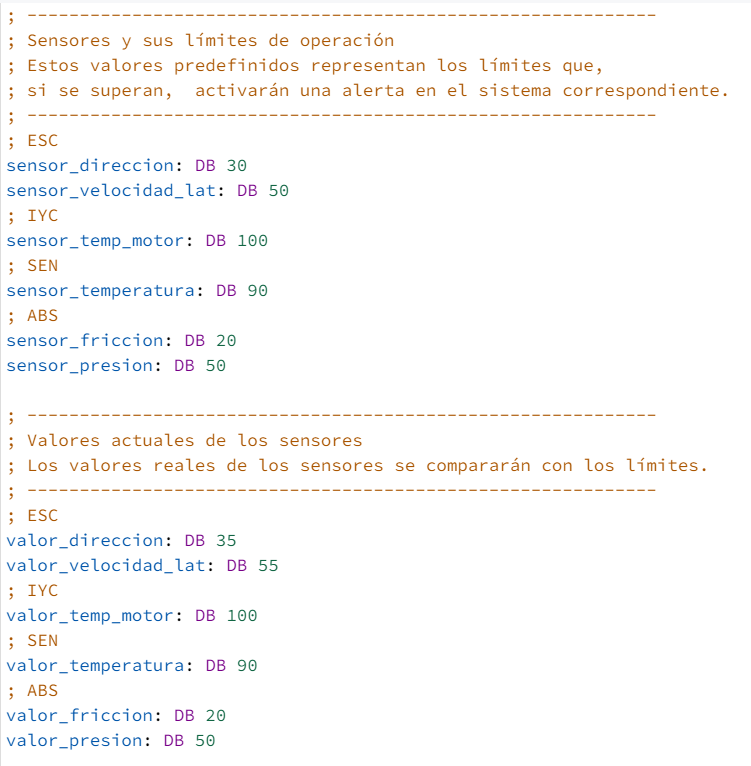 ; ------------------------------------------------------------
; Sensores y sus límites de operación
; Estos valores predefinidos representan los límites que,
; si se superan,  activarán una alerta en el sistema correspondiente.
; ------------------------------------------------------------
; ESC
sensor_direccion: DB 30
sensor_velocidad_lat: DB 50
; IYC
sensor_temp_motor: DB 100
; SEN
sensor_temperatura: DB 90
; ABS
sensor_friccion: DB 20
sensor_presion: DB 50

; ------------------------------------------------------------
; Valores actuales de los sensores
; Los valores reales de los sensores se compararán con los límites.
; ------------------------------------------------------------
; ESC
valor_direccion: DB 35
valor_velocidad_lat: DB 55
; IYC
valor_temp_motor: DB 100
; SEN
valor_temperatura: DB 90
; ABS
valor_friccion: DB 20
valor_presion: DB 50